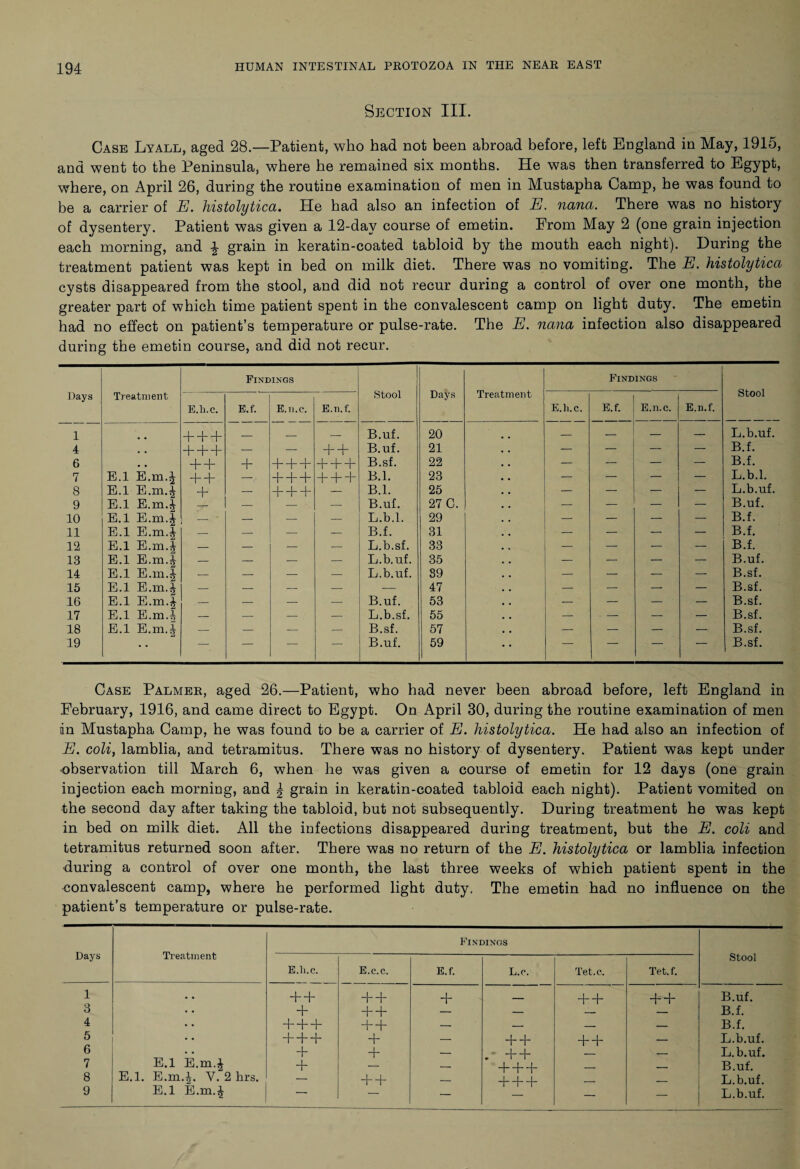 194 HUMAN INTESTINAL PROTOZOA IN THE NEAR EAST
Section III.
Case Lyall, aged 28.—Patient, who had not been abroad before, left England in May, 1915,
and went to the Peninsula, where he remained six months. He was then transferred to Egypt,
where, on April 26, during the routine examination of men in Mustapha Camp, he was found to
be a carrier of E. histolytica. He had also an infection of E. nana. There was no history
of dysentery. Patient was given a 12-day course of emetin. From May 2 (one grain injection
each morning, and ½ grain in keratin-coated tabloid by the mouth each night). During the
treatment patient was kept in bed on milk diet. There was no vomiting. The E. histolytica
cysts disappeared from the stool, and did not recur during a control of over one month, the
greater part of which time patient spent in the convalescent camp on light duty. The emetin
had no effect on patient's temperature or pulse-rate. The E. nana infection also disappeared
during the emetin course, and did not recur.
Days Treatment Findings Stool Days Treatment Findings Stool
E.h.c. E.f. E.n.c. E.n.f. E.h.c. E.f. E.n.c. E.n.f.
1 .. +++ — — — B.uf. 20 .. — — — — L.b.uf.
4 .. +++ — — ++ B.uf. 21 .. — — — — B.f.
6 .. ++ + +++ +++ B.sf. 22 .. — — — — B.f.
7 E.1 E.m.½ ++ — +++ +++ B.l. 23 .. — — — — L.b.l.
8 E.1 E.m.½ + — +++ — B.l. 25 .. — — — — L.b.uf.
9 E.1 E.m.½ — — — — B.uf. 27 C. .. — — — — B.uf.
10 E.1 E.m.½ — — — — L.b.l. 29 .. — — — — B.f.
11 E.1 E.m.½ — — — — B.f. 31 .. — — — — B.f.
12 E.1 E.m.½ — — — — L.b.sf. 33 .. — — — — B.f.
13 E.1 E.m.½ — — — — L.b.uf. 35 .. — — — — B.uf.
14 E.1 E.m.½ — — — — L.b.uf. 39 .. — — — — B.sf.
15 E.1 E.m.½ — — — — — 47 .. — — — — B.sf.
16 E.1 E.m.½ — — — — B.uf. 53 .. — — — — B.sf.
17 E.1 E.m.½ — — — — L.b.sf. 55 .. — — — — B.sf.
18 E.1 E.m.½ — — — — B.sf. 57 .. — — — — B.sf.
19 .. — — — — B.uf. 59 .. — — — — B.sf.
Case Palmer, aged 26.—Patient, who had never been abroad before, left England in
February, 1916, and came direct to Egypt. On April 30, during the routine examination of men
in Mustapha Camp, he was found to be a carrier of E. histolytica. He had also an infection of
E. coli, lamblia, and tetramitus. There was no history of dysentery. Patient was kept under
observation till March 6, when he was given a course of emetin for 12 days (one grain
injection each morning, and ½ grain in keratin-coated tabloid each night). Patient vomited on
the second day after taking the tabloid, but not subsequently. During treatment he was kept
in bed on milk diet. All the infections disappeared during treatment, but the E. coli and
tetramitus returned soon after. There was no return of the E. histolytica or lamblia infection
during a control of over one month, the last three weeks of which patient spent in the
convalescent camp, where he performed light duty. The emetin had no influence on the
patient's temperature or pulse-rate.
Days Treatment Findings Stool
E.h.c. E.c.c. E.f. L.c. Tet.c. Tet.f.
1 .. ++ ++ + — ++ ++ B.uf.
3 .. + ++ — — — — B.f.
4 .. +++ ++ — — — — B.f.
5 .. +++ + — ++ ++ — L.b.uf.
6 .. + + — ++ — — L.b.uf.
7 E.1 E.m.½ + — — +++ — — B.uf.
8 E.1. E.m.½. V. 2 hrs. — ++ — +++ — — L.b.uf.
9 E.1 E.m.½ — — — — — — L.b.uf.